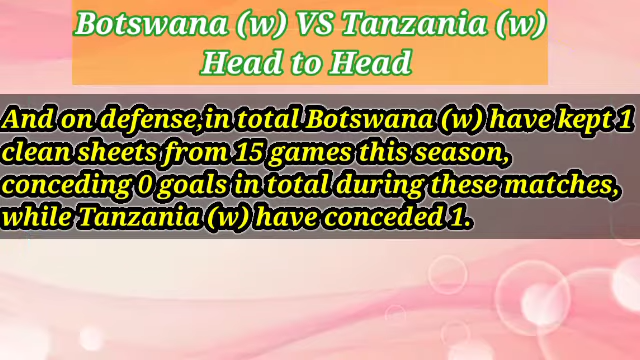 Botswana (w) VS Tanzania (w)
Head to Head
And on defense,in total Botswana (w) have kept 1
clean sheets from 15 games this season,
conceding 0 goals in total during these matches,
while Tanzania (w) have conceded 1.